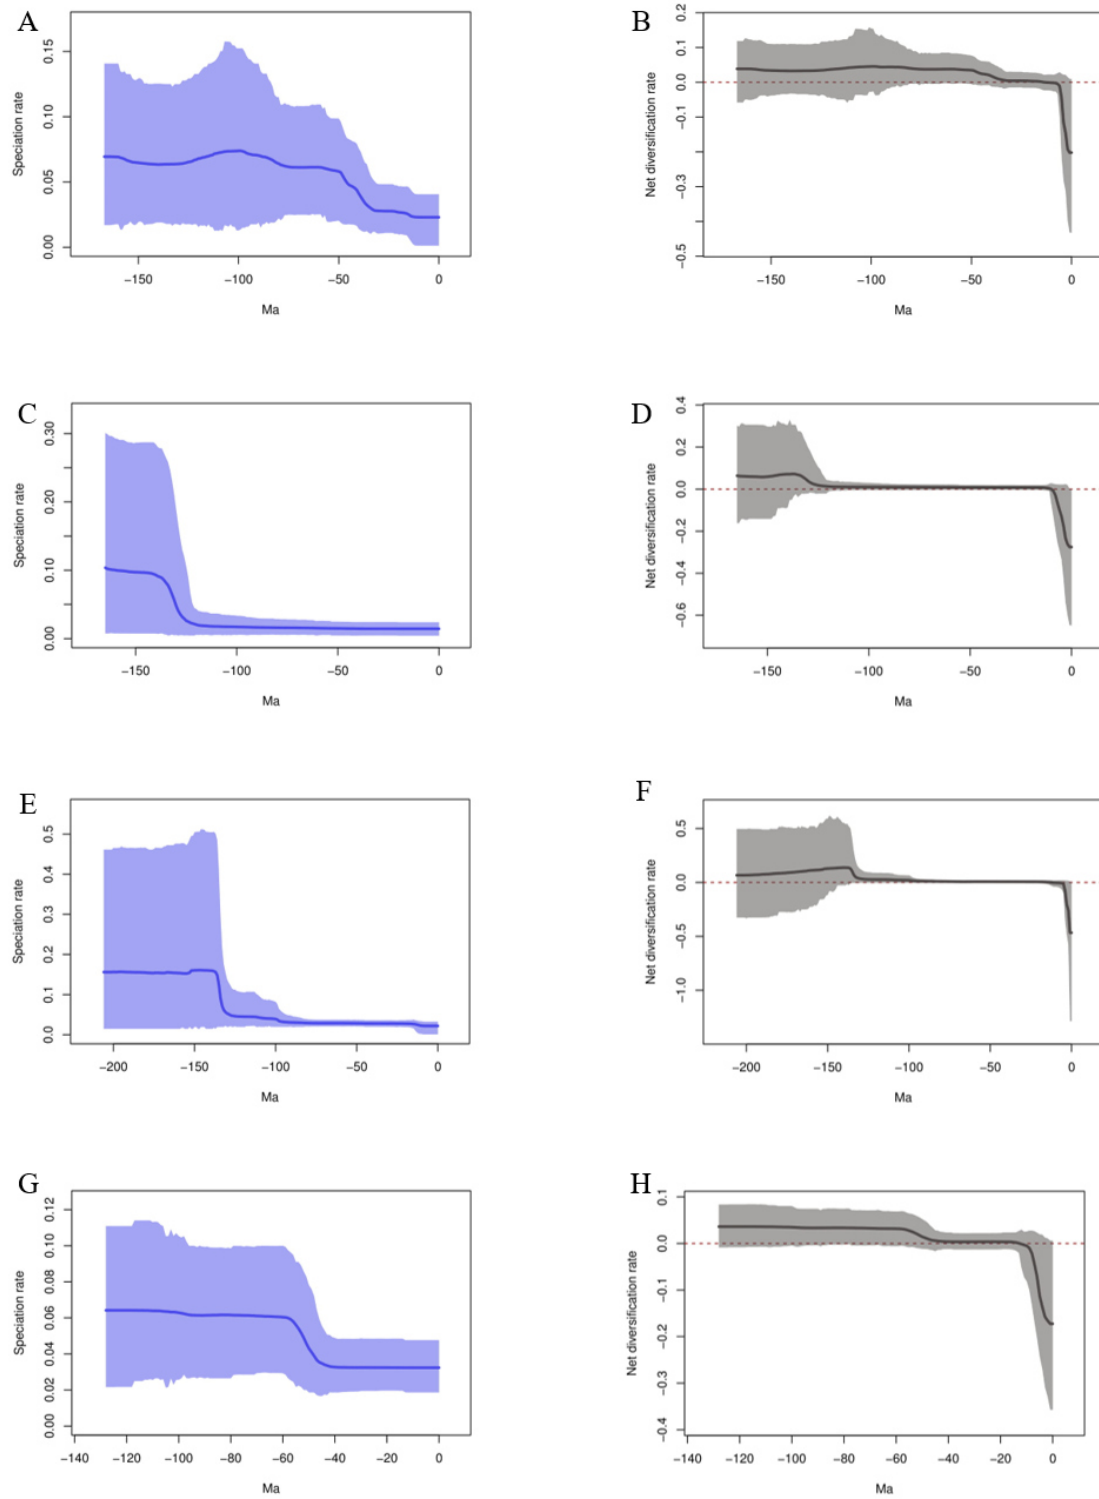 A
Speciation rate
0.15
0.10
0.05
0.00
−150 −100 −50 0
Ma
B
Net diversification rate
0.2
0.1
0.0
−0.1
−0.3
−0.5
−150 −100 −50 0
Ma
C
Speciation rate
0.30
0.20
0.10
0.00
−150 −100 −50 0
Ma
D
Net diversification rate
0.4
0.2
0.0
−0.2
−0.4
−0.6
−150 −100 −50 0
Ma
E
Speciation rate
0.5
0.4
0.3
0.2
0.1
0.0
−200 −150 −100 −50 0
Ma
F
Net diversification rate
0.5
0.0
−0.5
−1.0
−200 −150 −100 −50 0
Ma
G
Speciation rate
0.12
0.10
0.08
0.06
0.04
0.02
0.00
−140 −120 −100 −80 −60 −40 −20 0
Ma
H
Net diversification rate
0.1
0.0
−0.1
−0.2
−0.3
−0.4
−140 −120 −100 −80 −60 −40 −20 0
Ma